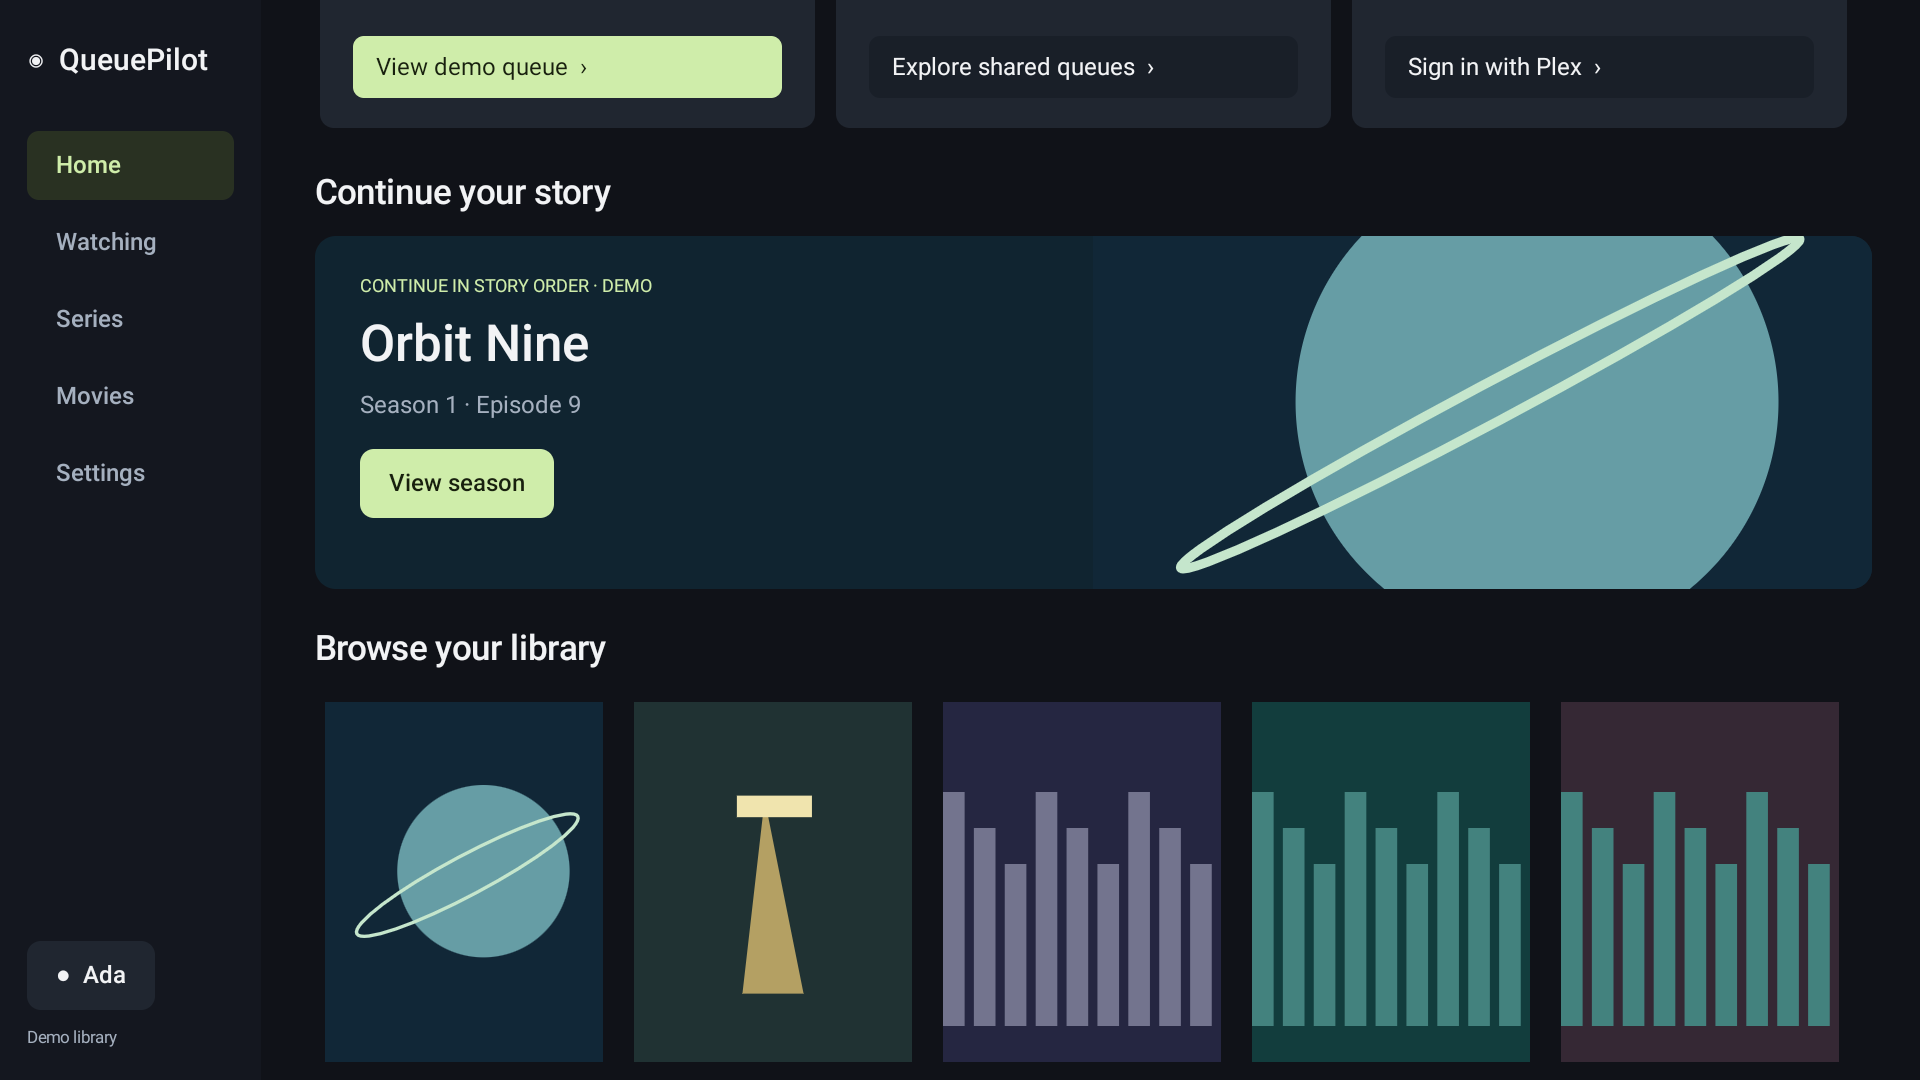 QueuePilot
Home
Watching
Series
Movies
Settings
Ada
Demo library
View demo queue ›
Explore shared queues ›
Sign in with Plex ›
Continue your story
CONTINUE IN STORY ORDER · DEMO
Orbit Nine
Season 1 · Episode 9
View season
Browse your library